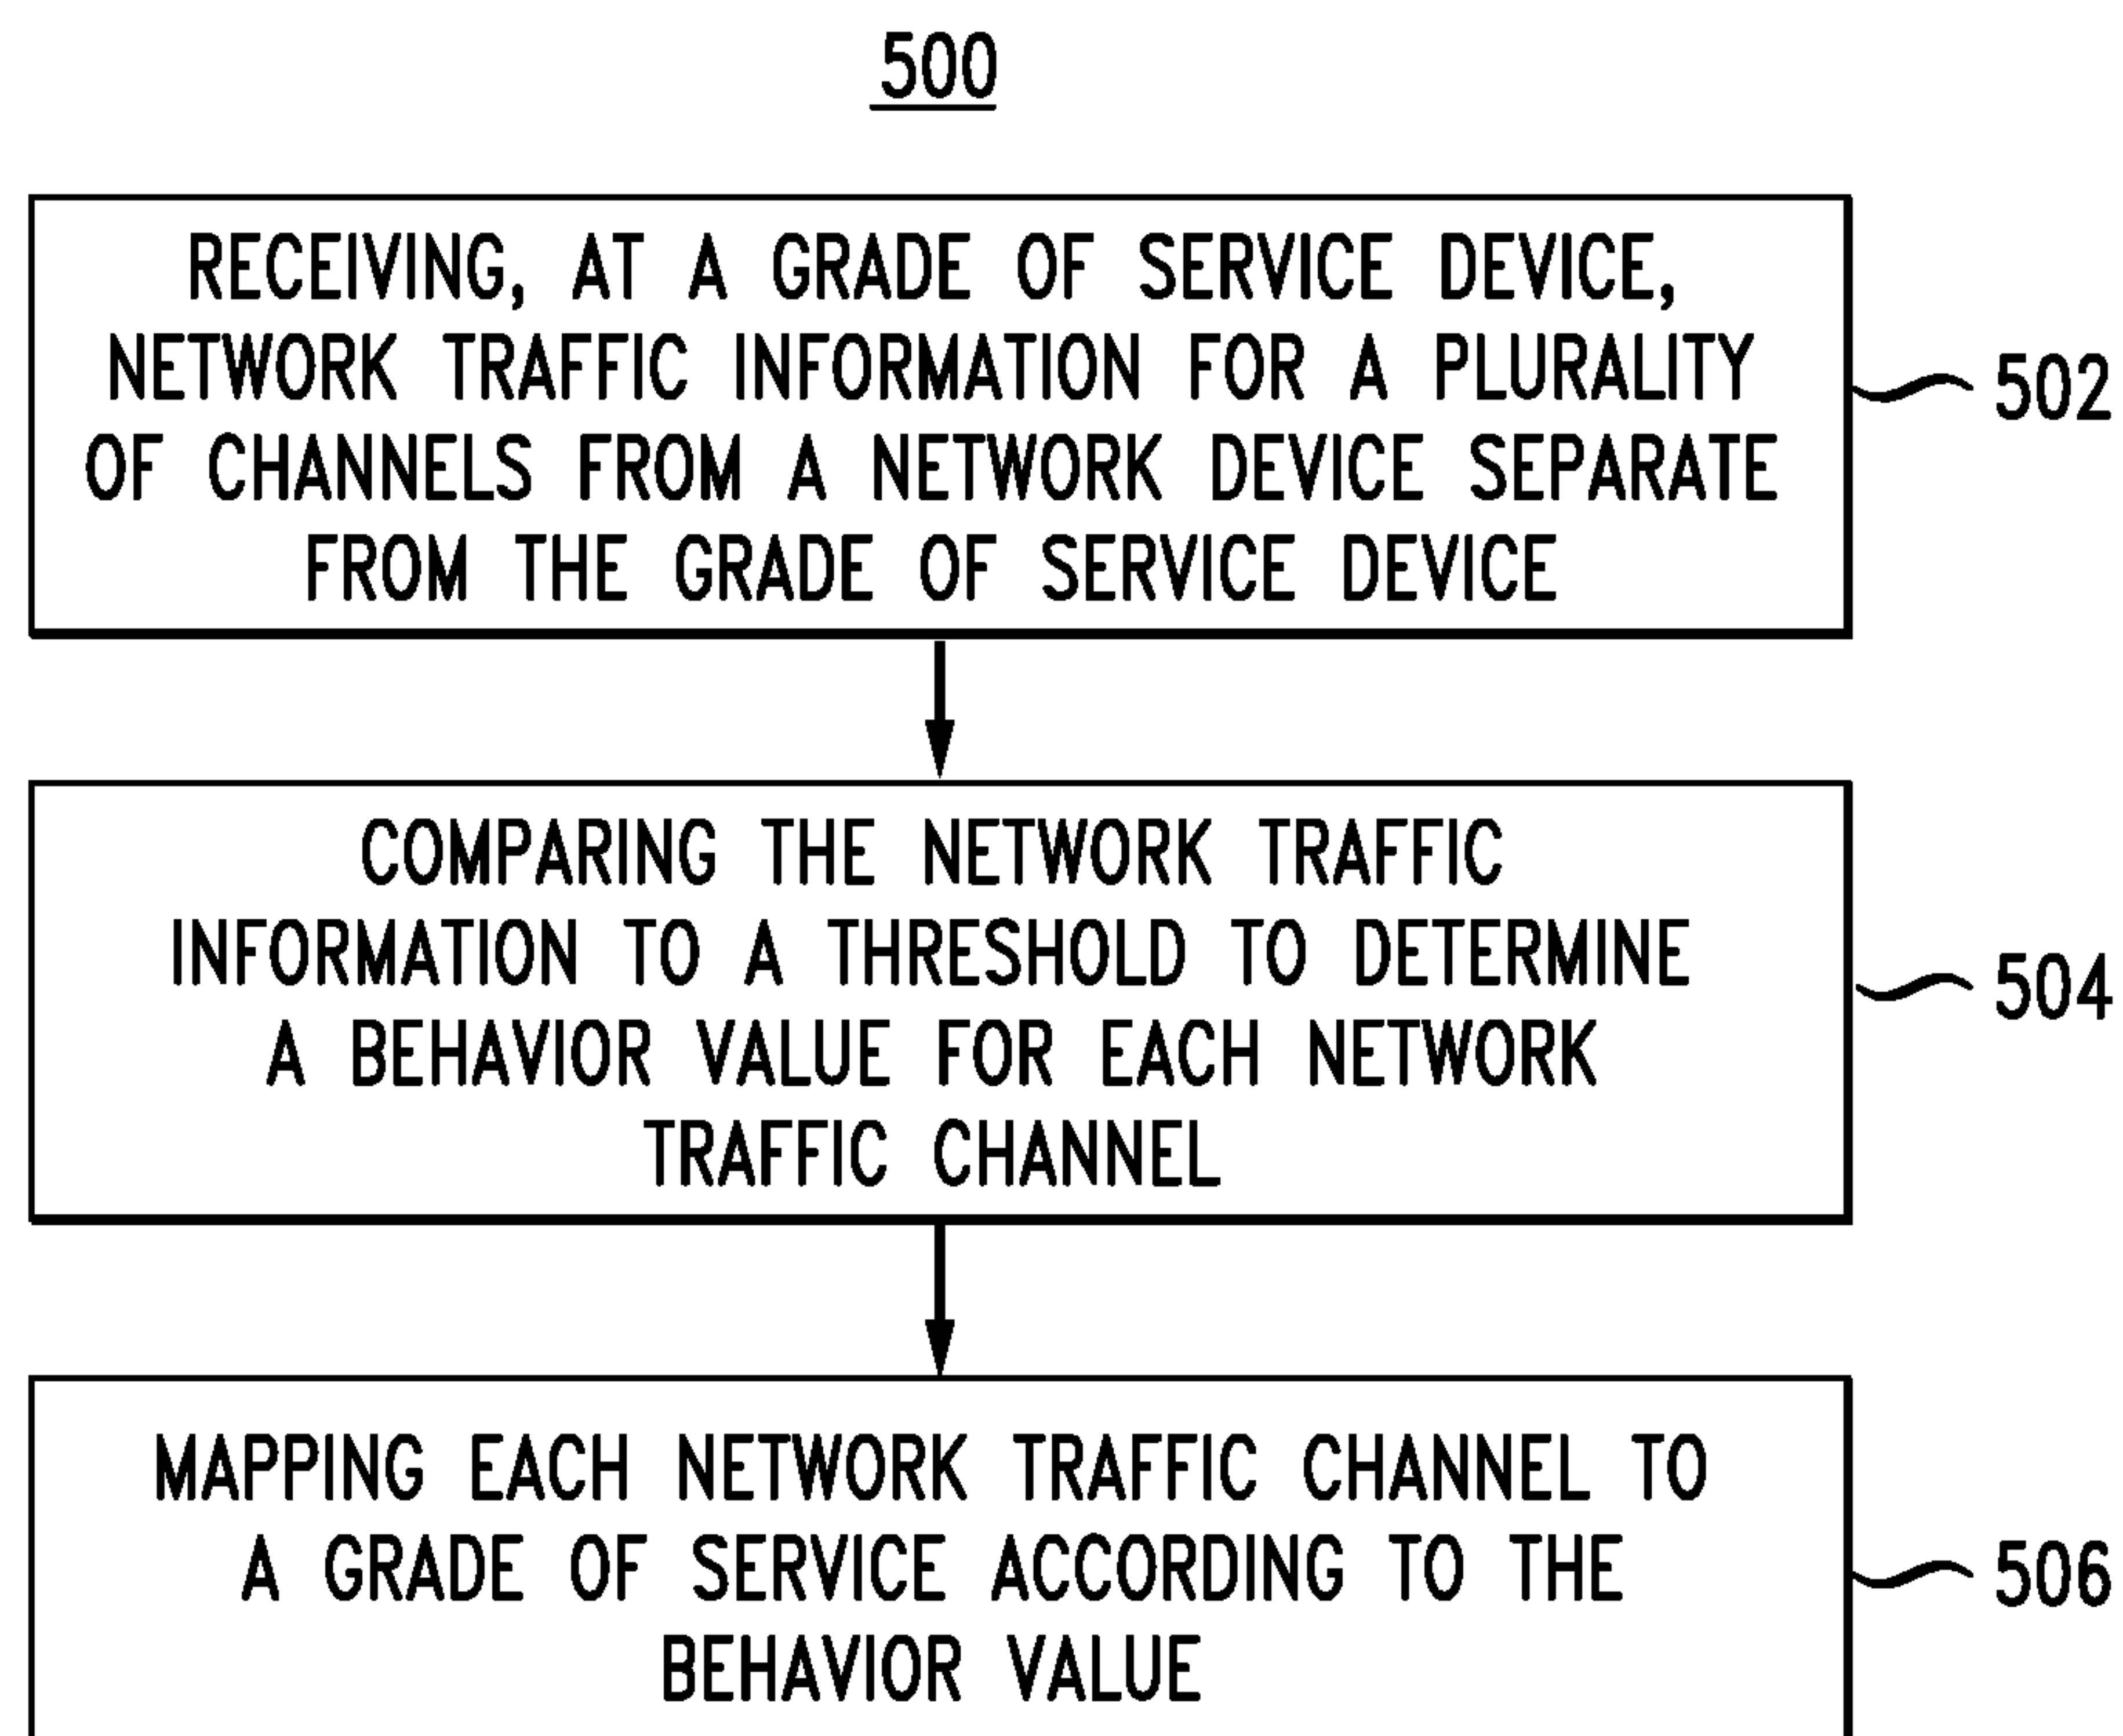 500
RECEIVING, AT A GRADE OF SERVICE DEVICE,
NETWORK TRAFFIC INFORMATION FOR A PLURALITY
OF CHANNELS FROM A NETWORK DEVICE SEPARATE
FROM THE GRADE OF SERVICE DEVICE
502
COMPARING THE NETWORK TRAFFIC
INFORMATION TO A THRESHOLD TO DETERMINE
A BEHAVIOR VALUE FOR EACH NETWORK
TRAFFIC CHANNEL
504
MAPPING EACH NETWORK TRAFFIC CHANNEL TO
A GRADE OF SERVICE ACCORDING TO THE
BEHAVIOR VALUE
506